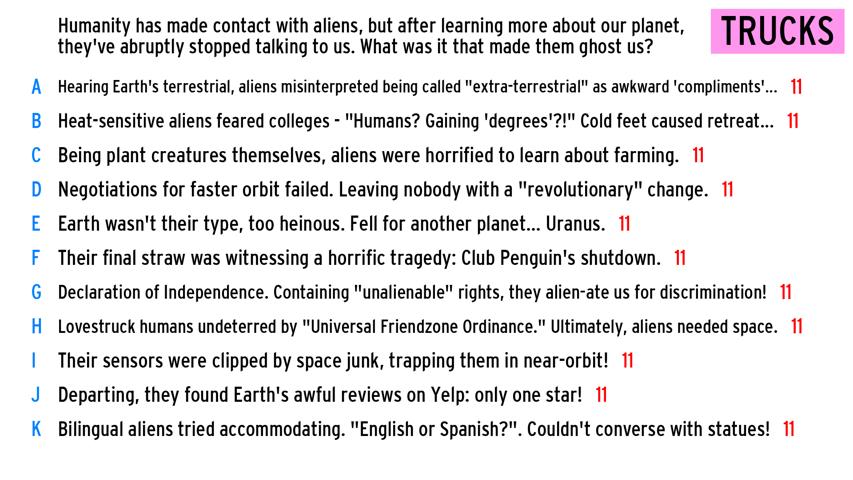 Humanity has made contact with aliens, but after learning more about our planet,
they've abruptly stopped talking to us. What was it that made them ghost us?
TRUCKS
A Hearing Earth's terrestrial, aliens misinterpreted being called "extra-terrestrial" as awkward 'compliments'... 11
B Heat-sensitive aliens feared colleges - "Humans? Gaining 'degrees'?!" Cold feet caused retreat... 11
C Being plant creatures themselves, aliens were horrified to learn about farming. 11
D Negotiations for faster orbit failed. Leaving nobody with a "revolutionary" change. 11
E Earth wasn't their type, too heinous. Fell for another planet... Uranus. 11
F Their final straw was witnessing a horrific tragedy: Club Penguin's shutdown. 11
G Declaration of Independence. Containing "unalienable" rights, they alien-ate us for discrimination! 11
H Lovestruck humans undeterred by "Universal Friendzone Ordinance." Ultimately, aliens needed space. 11
I Their sensors were clipped by space junk, trapping them in near-orbit! 11
J Departing, they found Earth's awful reviews on Yelp: only one star! 11
K Bilingual aliens tried accommodating. "English or Spanish?". Couldn't converse with statues! 11